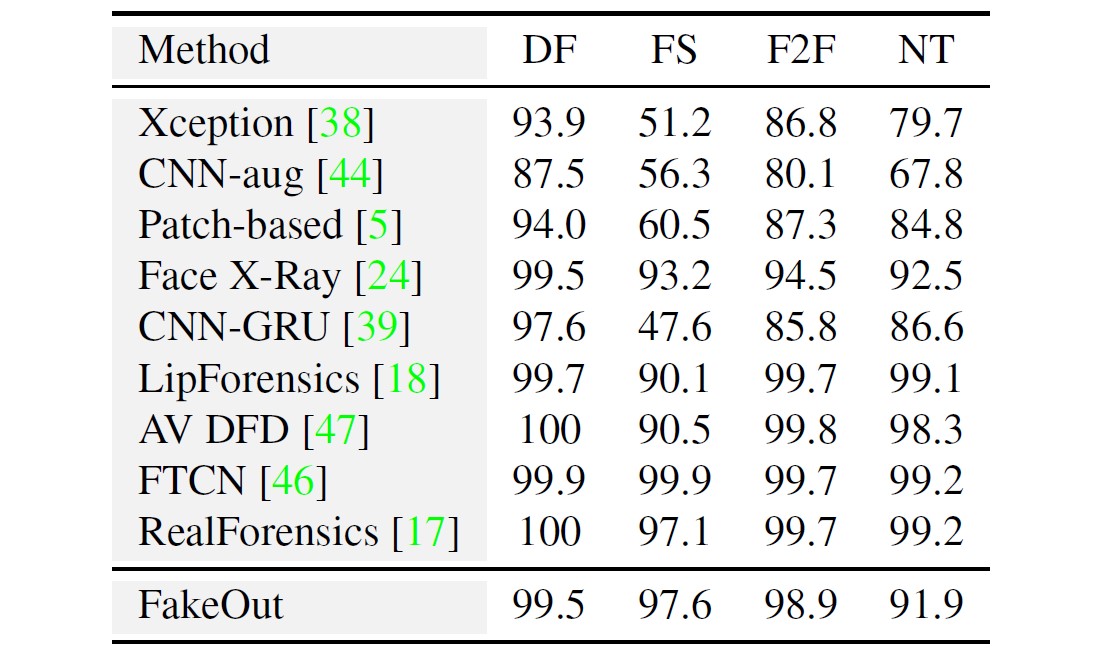 Method DF FS F2F NT
Xception [38] 93.9 51.2 86.8 79.7
CNN-aug [44] 87.5 56.3 80.1 67.8
Patch-based [5] 94.0 60.5 87.3 84.8
Face X-Ray [24] 99.5 93.2 94.5 92.5
CNN-GRU [39] 97.6 47.6 85.8 86.6
LipForensics [18] 99.7 90.1 99.7 99.1
AV DFD [47] 100 90.5 99.8 98.3
FTCN [46] 99.9 99.9 99.7 99.2
RealForensics [17] 100 97.1 99.7 99.2
FakeOut 99.5 97.6 98.9 91.9